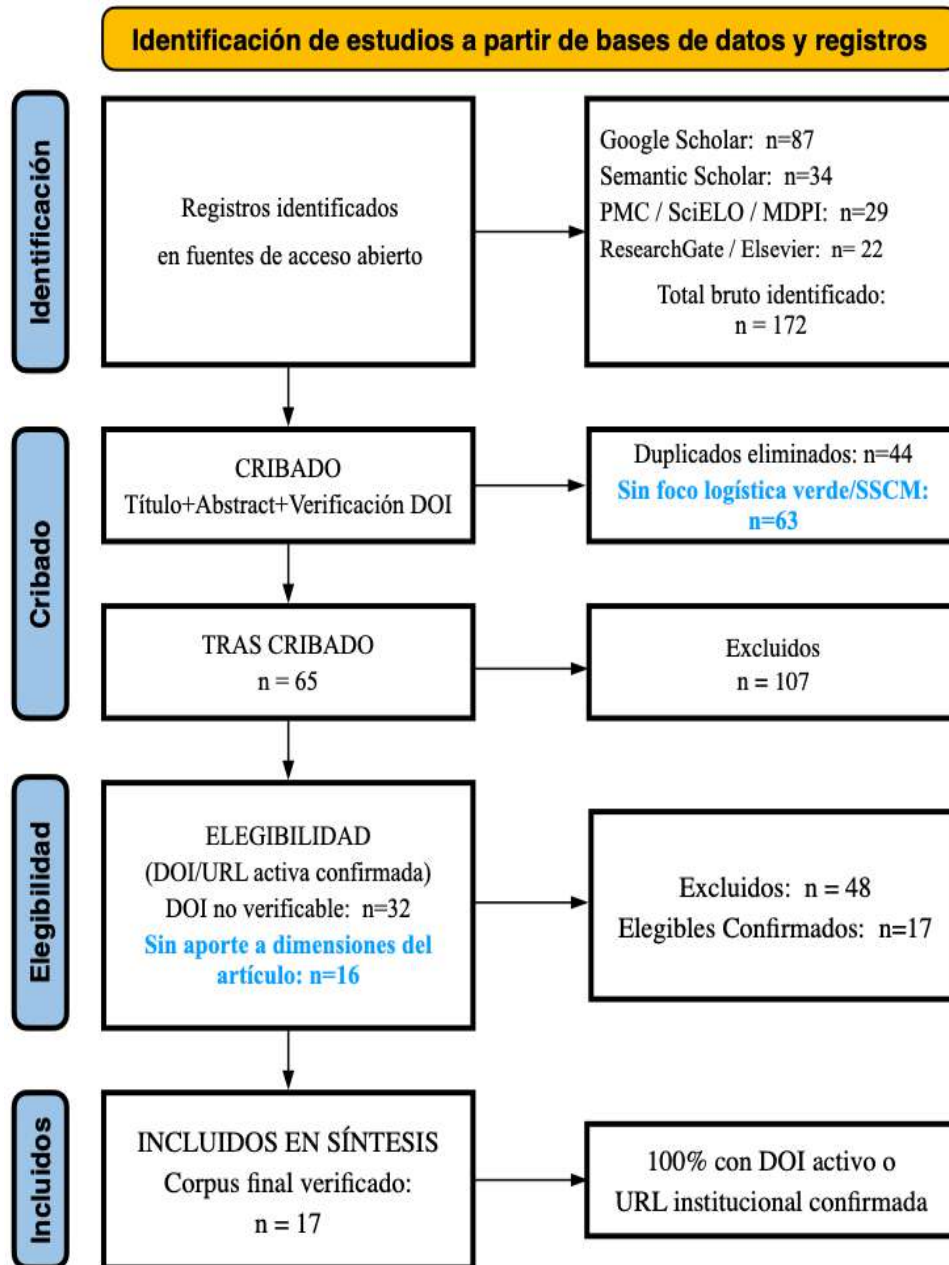 Identificación de estudios a partir de bases de datos y registros
Identificación
Registros identificados
en fuentes de acceso abierto
Google Scholar: n=87
Semantic Scholar: n=34
PMC / SciELO / MDPI: n=29
ResearchGate / Elsevier: n= 22
Total bruto identificado:
n = 172
Cribado
CRIBADO
Título+Abstract+Verificación DOI
Duplicados eliminados: n=44
Sin foco logística verde/SSCM:
n=63
TRAS CRIBADO
n = 65
Excluidos
n = 107
Elegibilidad
ELEGIBILIDAD
(DOI/URL activa confirmada)
DOI no verificable: n=32
Sin aporte a dimensiones del
artículo: n=16
Excluidos: n = 48
Elegibles Confirmados: n=17
Incluidos
INCLUIDOS EN SÍNTESIS
Corpus final verificado:
n = 17
100% con DOI activo o
URL institucional confirmada